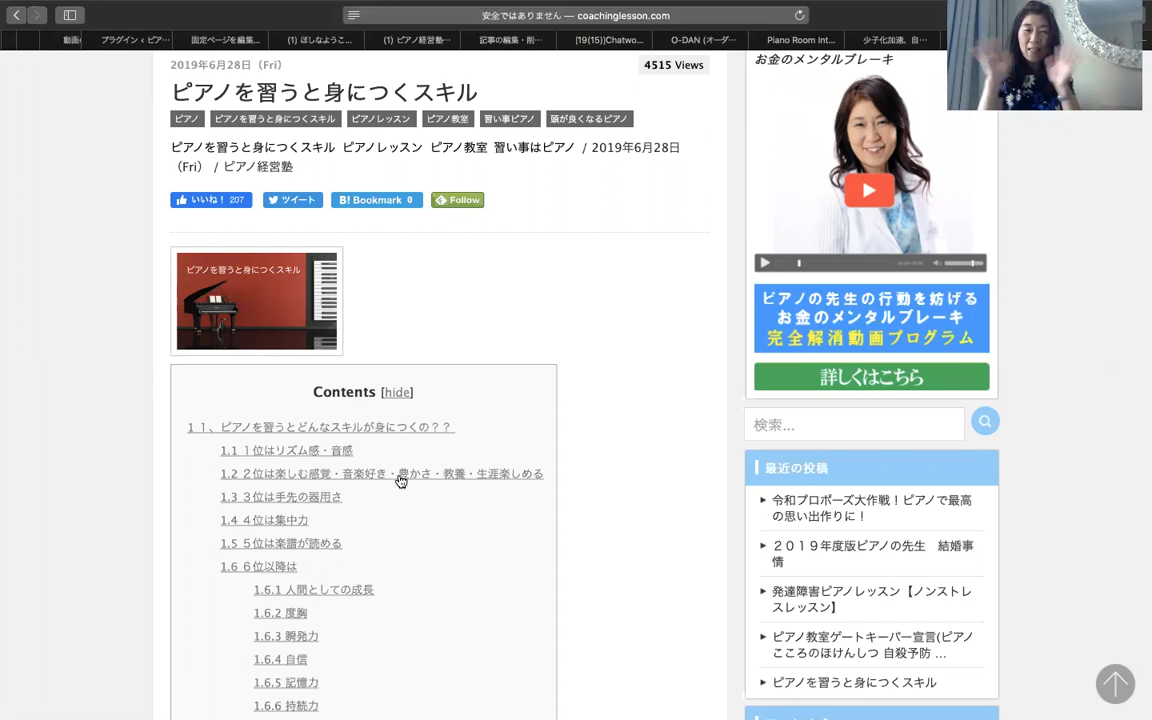 安全ではありません — coachinglesson.com
動画(
プラグイン ‹ ピア…
固定ページを編集…
(1) ほしなようこ…
(1) ピアノ経営塾…
記事の編集・削…
[19(15)]Chatwo…
O-DAN (オーダ…
Piano Room Int…
少子化加速、自…
2019年6月28日（Fri）
4515 Views
ピアノを習うと身につくスキル
ピアノ
ピアノを習うと身につくスキル
ピアノレッスン
ピアノ教室
習い事ピアノ
頭が良くなるピアノ
ピアノを習うと身につくスキル ピアノレッスン ピアノ教室 習い事はピアノ / 2019年6月28日
（Fri） / ピアノ経営塾
いいね！ 207
ツイート
B! Bookmark 0
Follow
ピアノを習うと身につくスキル
Contents [hide]
1 １、ピアノを習うとどんなスキルが身につくの？？
1.1 １位はリズム感・音感
1.2 ２位は楽しむ感覚・音楽好き・豊かさ・教養・生涯楽しめる
1.3 ３位は手先の器用さ
1.4 ４位は集中力
1.5 ５位は楽譜が読める
1.6 ６位以降は
1.6.1 人間としての成長
1.6.2 度胸
1.6.3 瞬発力
1.6.4 自信
1.6.5 記憶力
1.6.6 持続力
お金のメンタルブレーキ
ピアノの先生の行動を妨げる
お金のメンタルブレーキ
完全解消動画プログラム
詳しくはこちら
検索...
最近の投稿
令和プロポーズ大作戦！ピアノで最高
の思い出作りに！
２０１９年度版ピアノの先生　結婚事
情
発達障害ピアノレッスン【ノンストレ
スレッスン】
ピアノ教室ゲートキーパー宣言(ピアノ
こころのほけんしつ 自殺予防 …
ピアノを習うと身につくスキル